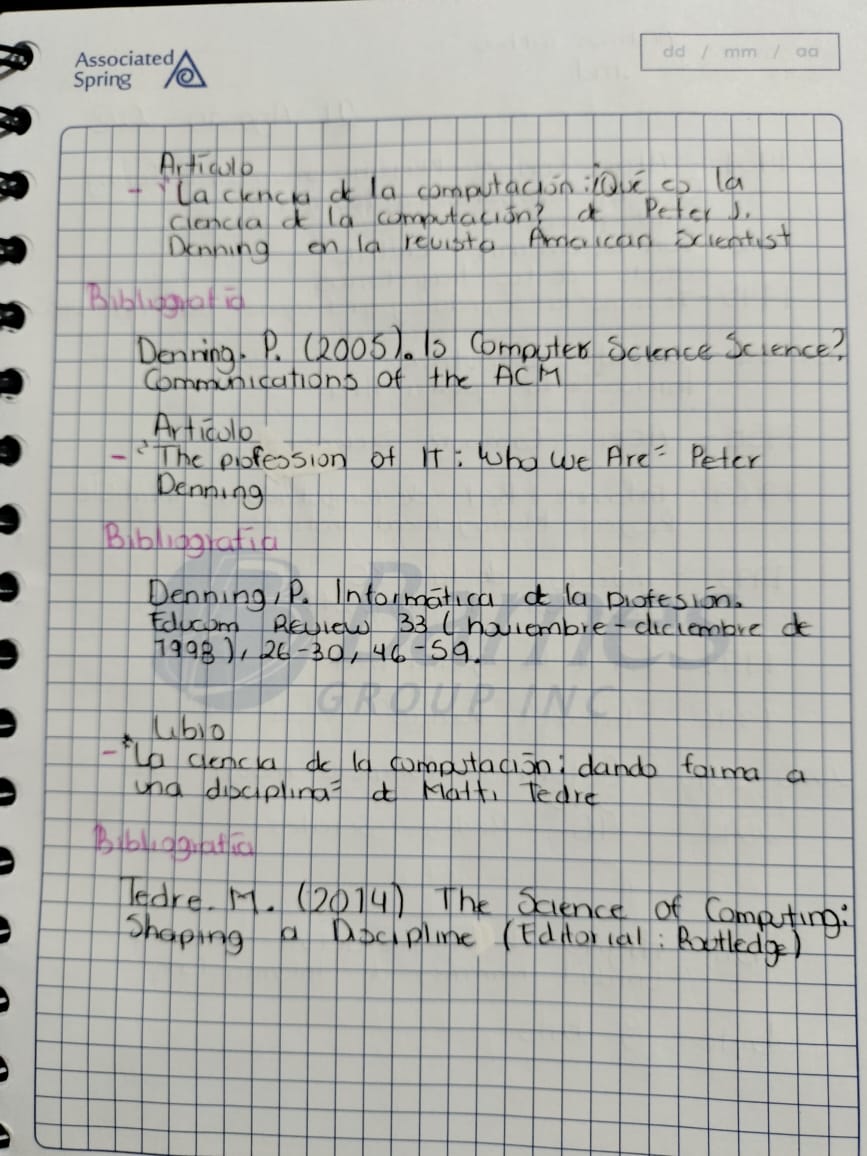 Associated
Spring
dd / mm / aa
Artículo
- "La ciencia de la computación: ¿Qué es la
ciencia de la computación? de Peter J.
Denning en la revista American Scientist
Bibliografía
Denning. P. (2005). Is Computer Science Science?
Communications of the ACM
Artículo
- "The profession of IT: Who We Are" Peter
Denning
Bibliografía
Denning, P. Informática de la profesión.
Educom Review 33 (noviembre-diciembre de
1998), 26-30, 46-59.
Barnes
GROUP INC
Libro
- "La ciencia de la computación: dando forma a
una disciplina" de Matti Tedre
Bibliografía
Tedre. M. (2014) The Science of Computing:
Shaping a Discipline (Editorial: Routledge)